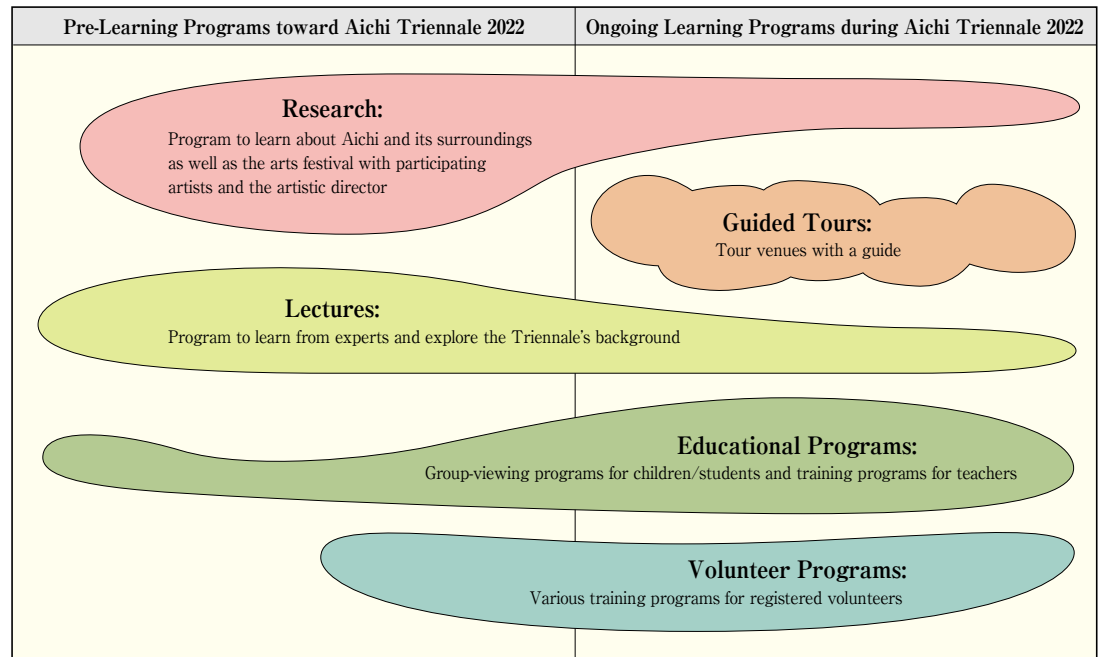 Pre-Learning Programs toward Aichi Triennale 2022
Ongoing Learning Programs during Aichi Triennale 2022
Research:
Program to learn about Aichi and its surroundings
as well as the arts festival with participating
artists and the artistic director
Guided Tours:
Tour venues with a guide
Lectures:
Program to learn from experts and explore the Triennale's background
Educational Programs:
Group-viewing programs for children/students and training programs for teachers
Volunteer Programs:
Various training programs for registered volunteers